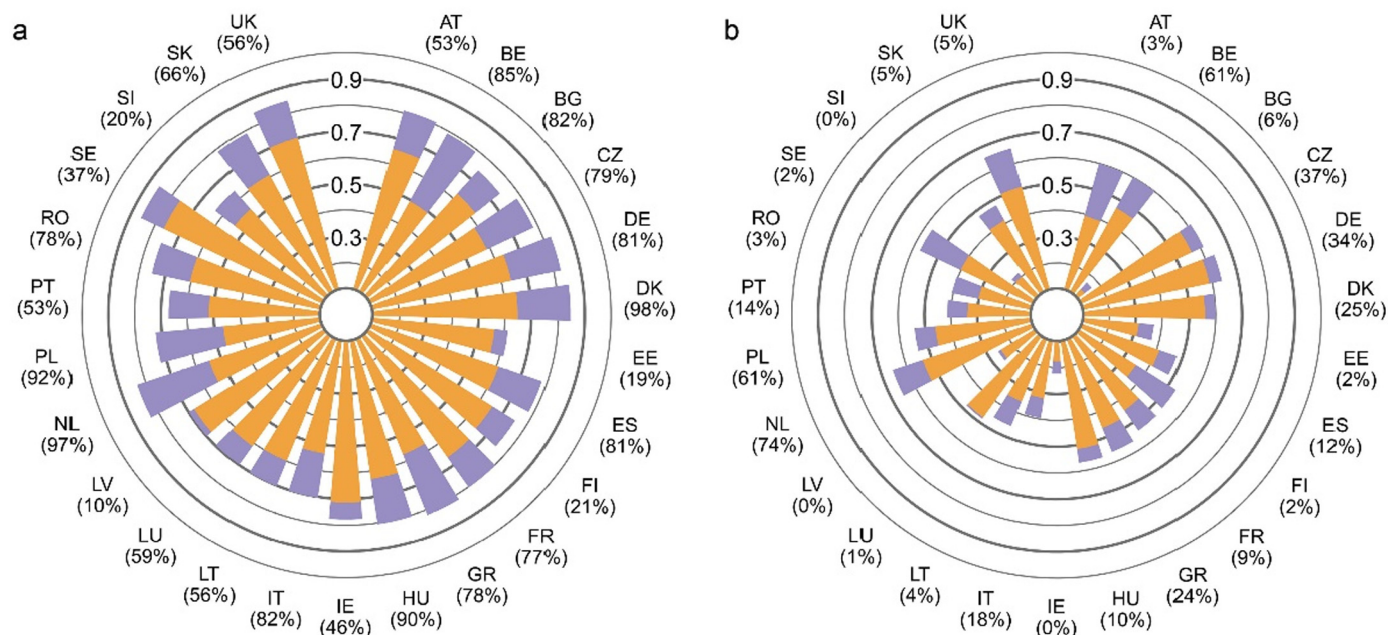 a
UK
(56%)
AT
(53%)
SK
(66%)
BE
(85%)
SI
(20%)
BG
(82%)
SE
(37%)
CZ
(79%)
RO
(78%)
DE
(81%)
PT
(53%)
DK
(98%)
PL
(92%)
EE
(19%)
NL
(97%)
ES
(81%)
LV
(10%)
FI
(21%)
LU
(59%)
FR
(77%)
LT
(56%)
GR
(78%)
IT
(82%)
IE
(46%)
HU
(90%)
0.9
0.7
0.5
0.3
b
UK
(5%)
AT
(3%)
SK
(5%)
BE
(61%)
SI
(0%)
BG
(6%)
SE
(2%)
CZ
(37%)
RO
(3%)
DE
(34%)
PT
(14%)
DK
(25%)
PL
(61%)
EE
(2%)
NL
(74%)
ES
(12%)
LV
(0%)
FI
(2%)
LU
(1%)
FR
(9%)
LT
(4%)
GR
(24%)
IT
(18%)
IE
(0%)
HU
(10%)
0.9
0.7
0.5
0.3